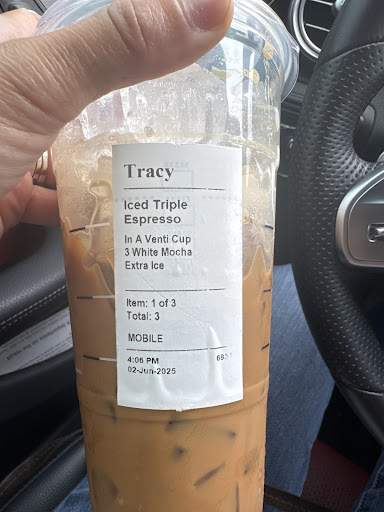 Tracy
Iced Triple
Espresso
In A Venti Cup
3 White Mocha
Extra Ice
Item: 1 of 3
Total: 3
MOBILE
4:06 PM
02-Jun-2025